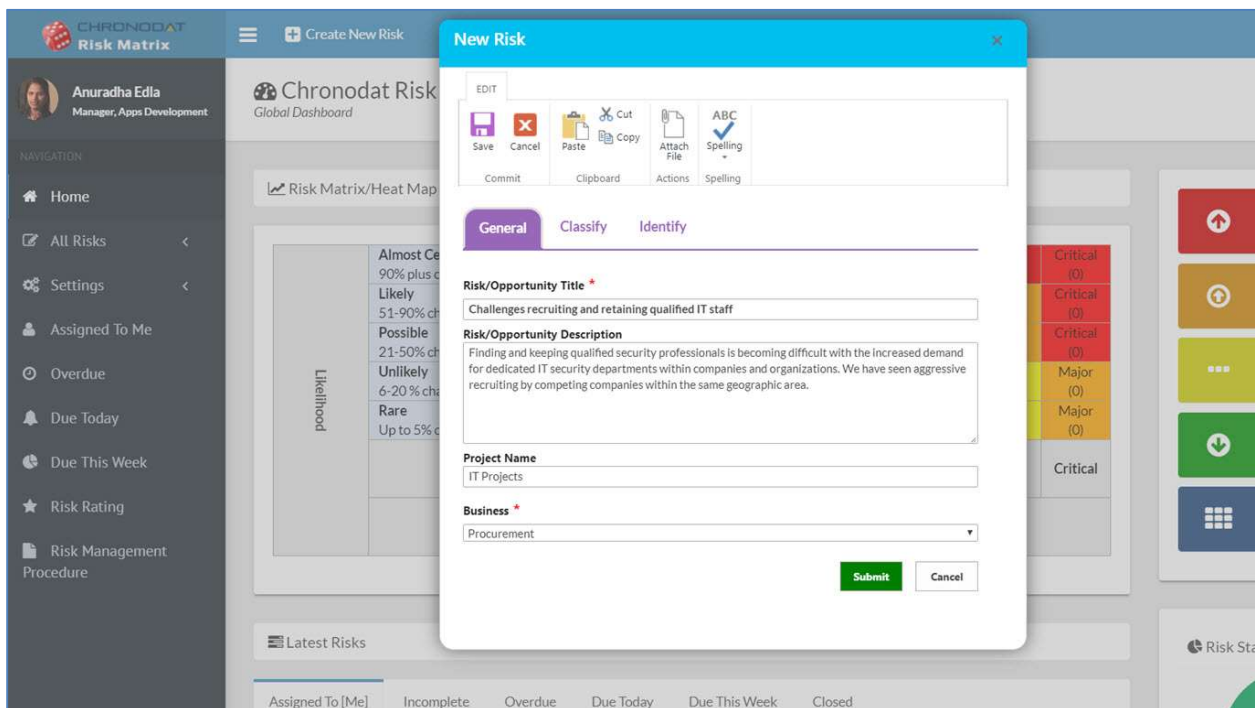 CHRONODAT
Risk Matrix
Create New Risk
Anuradha Edla
Manager, Apps Development
NAVIGATION
Home
All Risks
Settings
Assigned To Me
Overdue
Due Today
Due This Week
Risk Rating
Risk Management
Procedure
Chronodat Risk
Global Dashboard
Risk Matrix/Heat Map
Likelihood
Almost Ce
90% plus c
Likely
51-90% ch
Possible
21-50% ch
Unlikely
6-20 % cha
Rare
Up to 5% c
Critical
(0)
Critical
(0)
Critical
(0)
Major
(0)
Major
(0)
Critical
New Risk
EDIT
Save
Cancel
Paste
Cut
Copy
Attach
File
ABC
Spelling
Commit
Clipboard
Actions
Spelling
General
Classify
Identify
Risk/Opportunity Title *
Challenges recruiting and retaining qualified IT staff
Risk/Opportunity Description
Finding and keeping qualified security professionals is becoming difficult with the increased demand
for dedicated IT security departments within companies and organizations. We have seen aggressive
recruiting by competing companies within the same geographic area.
Project Name
IT Projects
Business *
Procurement
Submit
Cancel
Latest Risks
Risk Sta
Assigned To [Me]
Incomplete
Overdue
Due Today
Due This Week
Closed